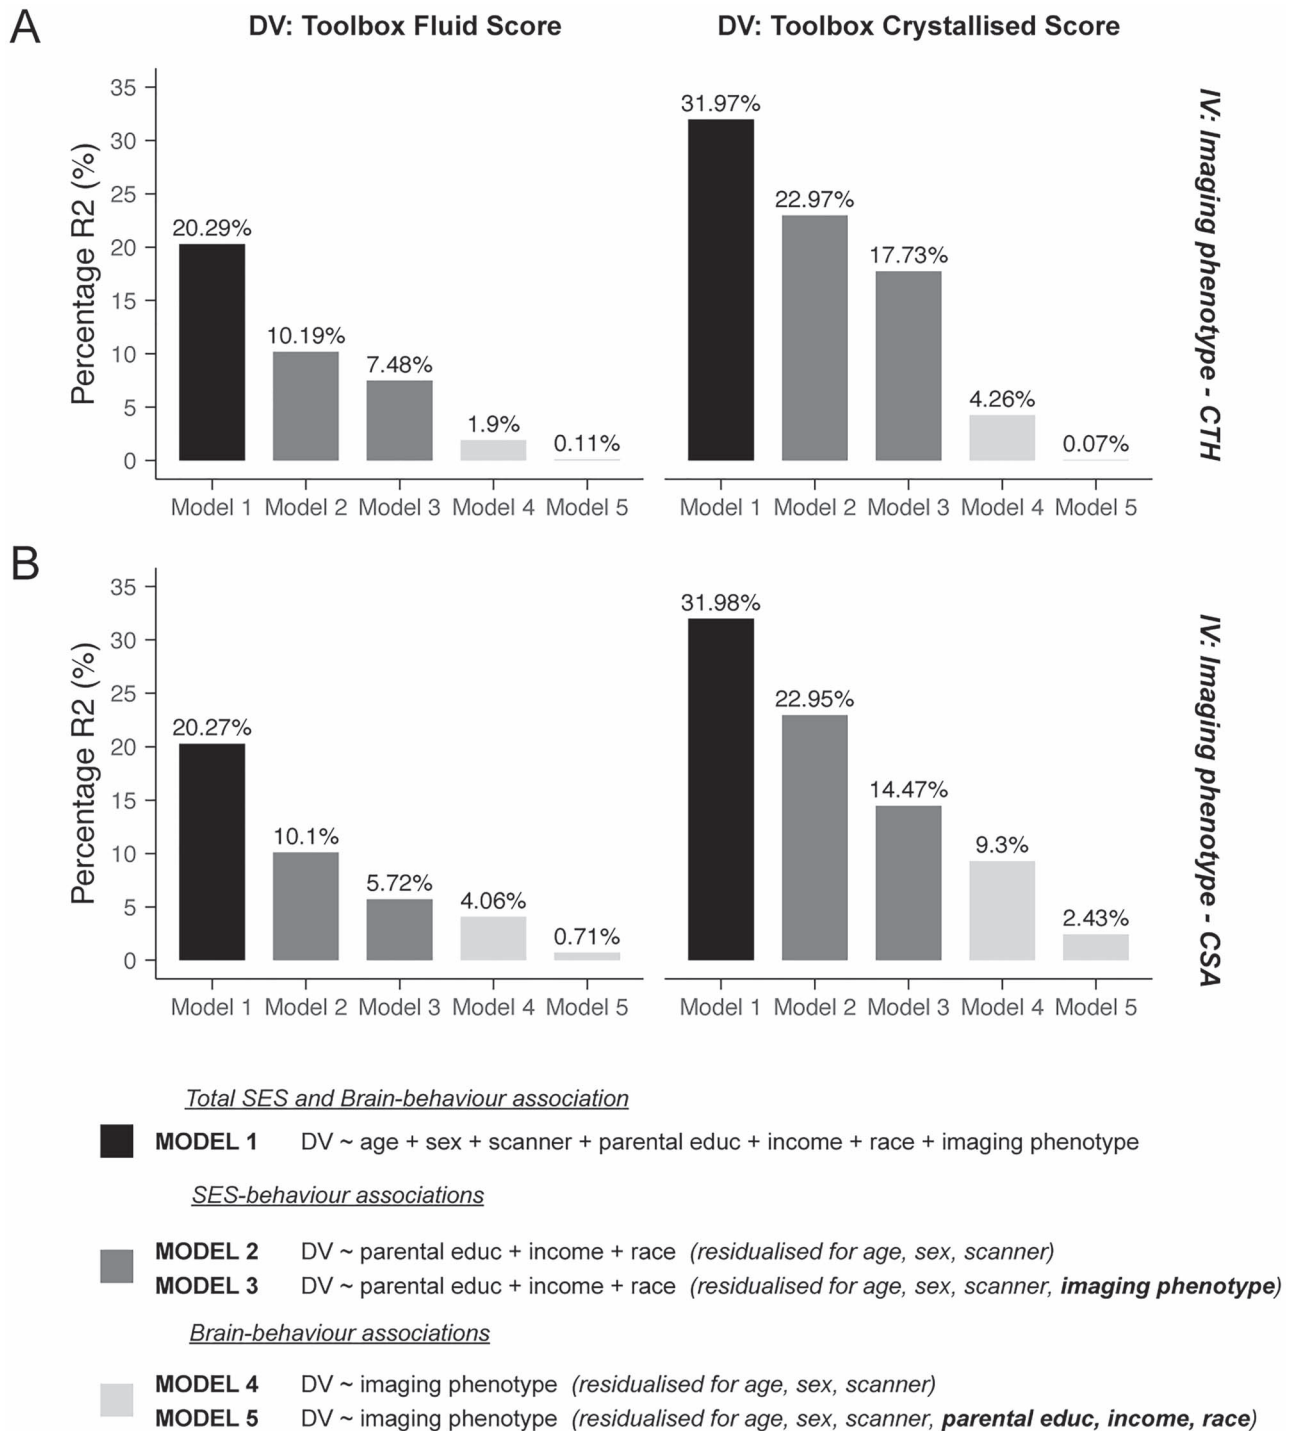 A
DV: Toolbox Fluid Score
DV: Toolbox Crystallised Score
Percentage R2 (%)
35
30
25
20
15
10
5
0
20.29%
10.19%
7.48%
1.9%
0.11%
Model 1 Model 2 Model 3 Model 4 Model 5
31.97%
22.97%
17.73%
4.26%
0.07%
Model 1 Model 2 Model 3 Model 4 Model 5
IV: Imaging phenotype - CTH
B
Percentage R2 (%)
35
30
25
20
15
10
5
0
20.27%
10.1%
5.72%
4.06%
0.71%
Model 1 Model 2 Model 3 Model 4 Model 5
31.98%
22.95%
14.47%
9.3%
2.43%
Model 1 Model 2 Model 3 Model 4 Model 5
IV: Imaging phenotype - CSA
Total SES and Brain-behaviour association
MODEL 1 DV ~ age + sex + scanner + parental educ + income + race + imaging phenotype
SES-behaviour associations
MODEL 2 DV ~ parental educ + income + race (residualised for age, sex, scanner)
MODEL 3 DV ~ parental educ + income + race (residualised for age, sex, scanner, imaging phenotype)
Brain-behaviour associations
MODEL 4 DV ~ imaging phenotype (residualised for age, sex, scanner)
MODEL 5 DV ~ imaging phenotype (residualised for age, sex, scanner, parental educ, income, race)